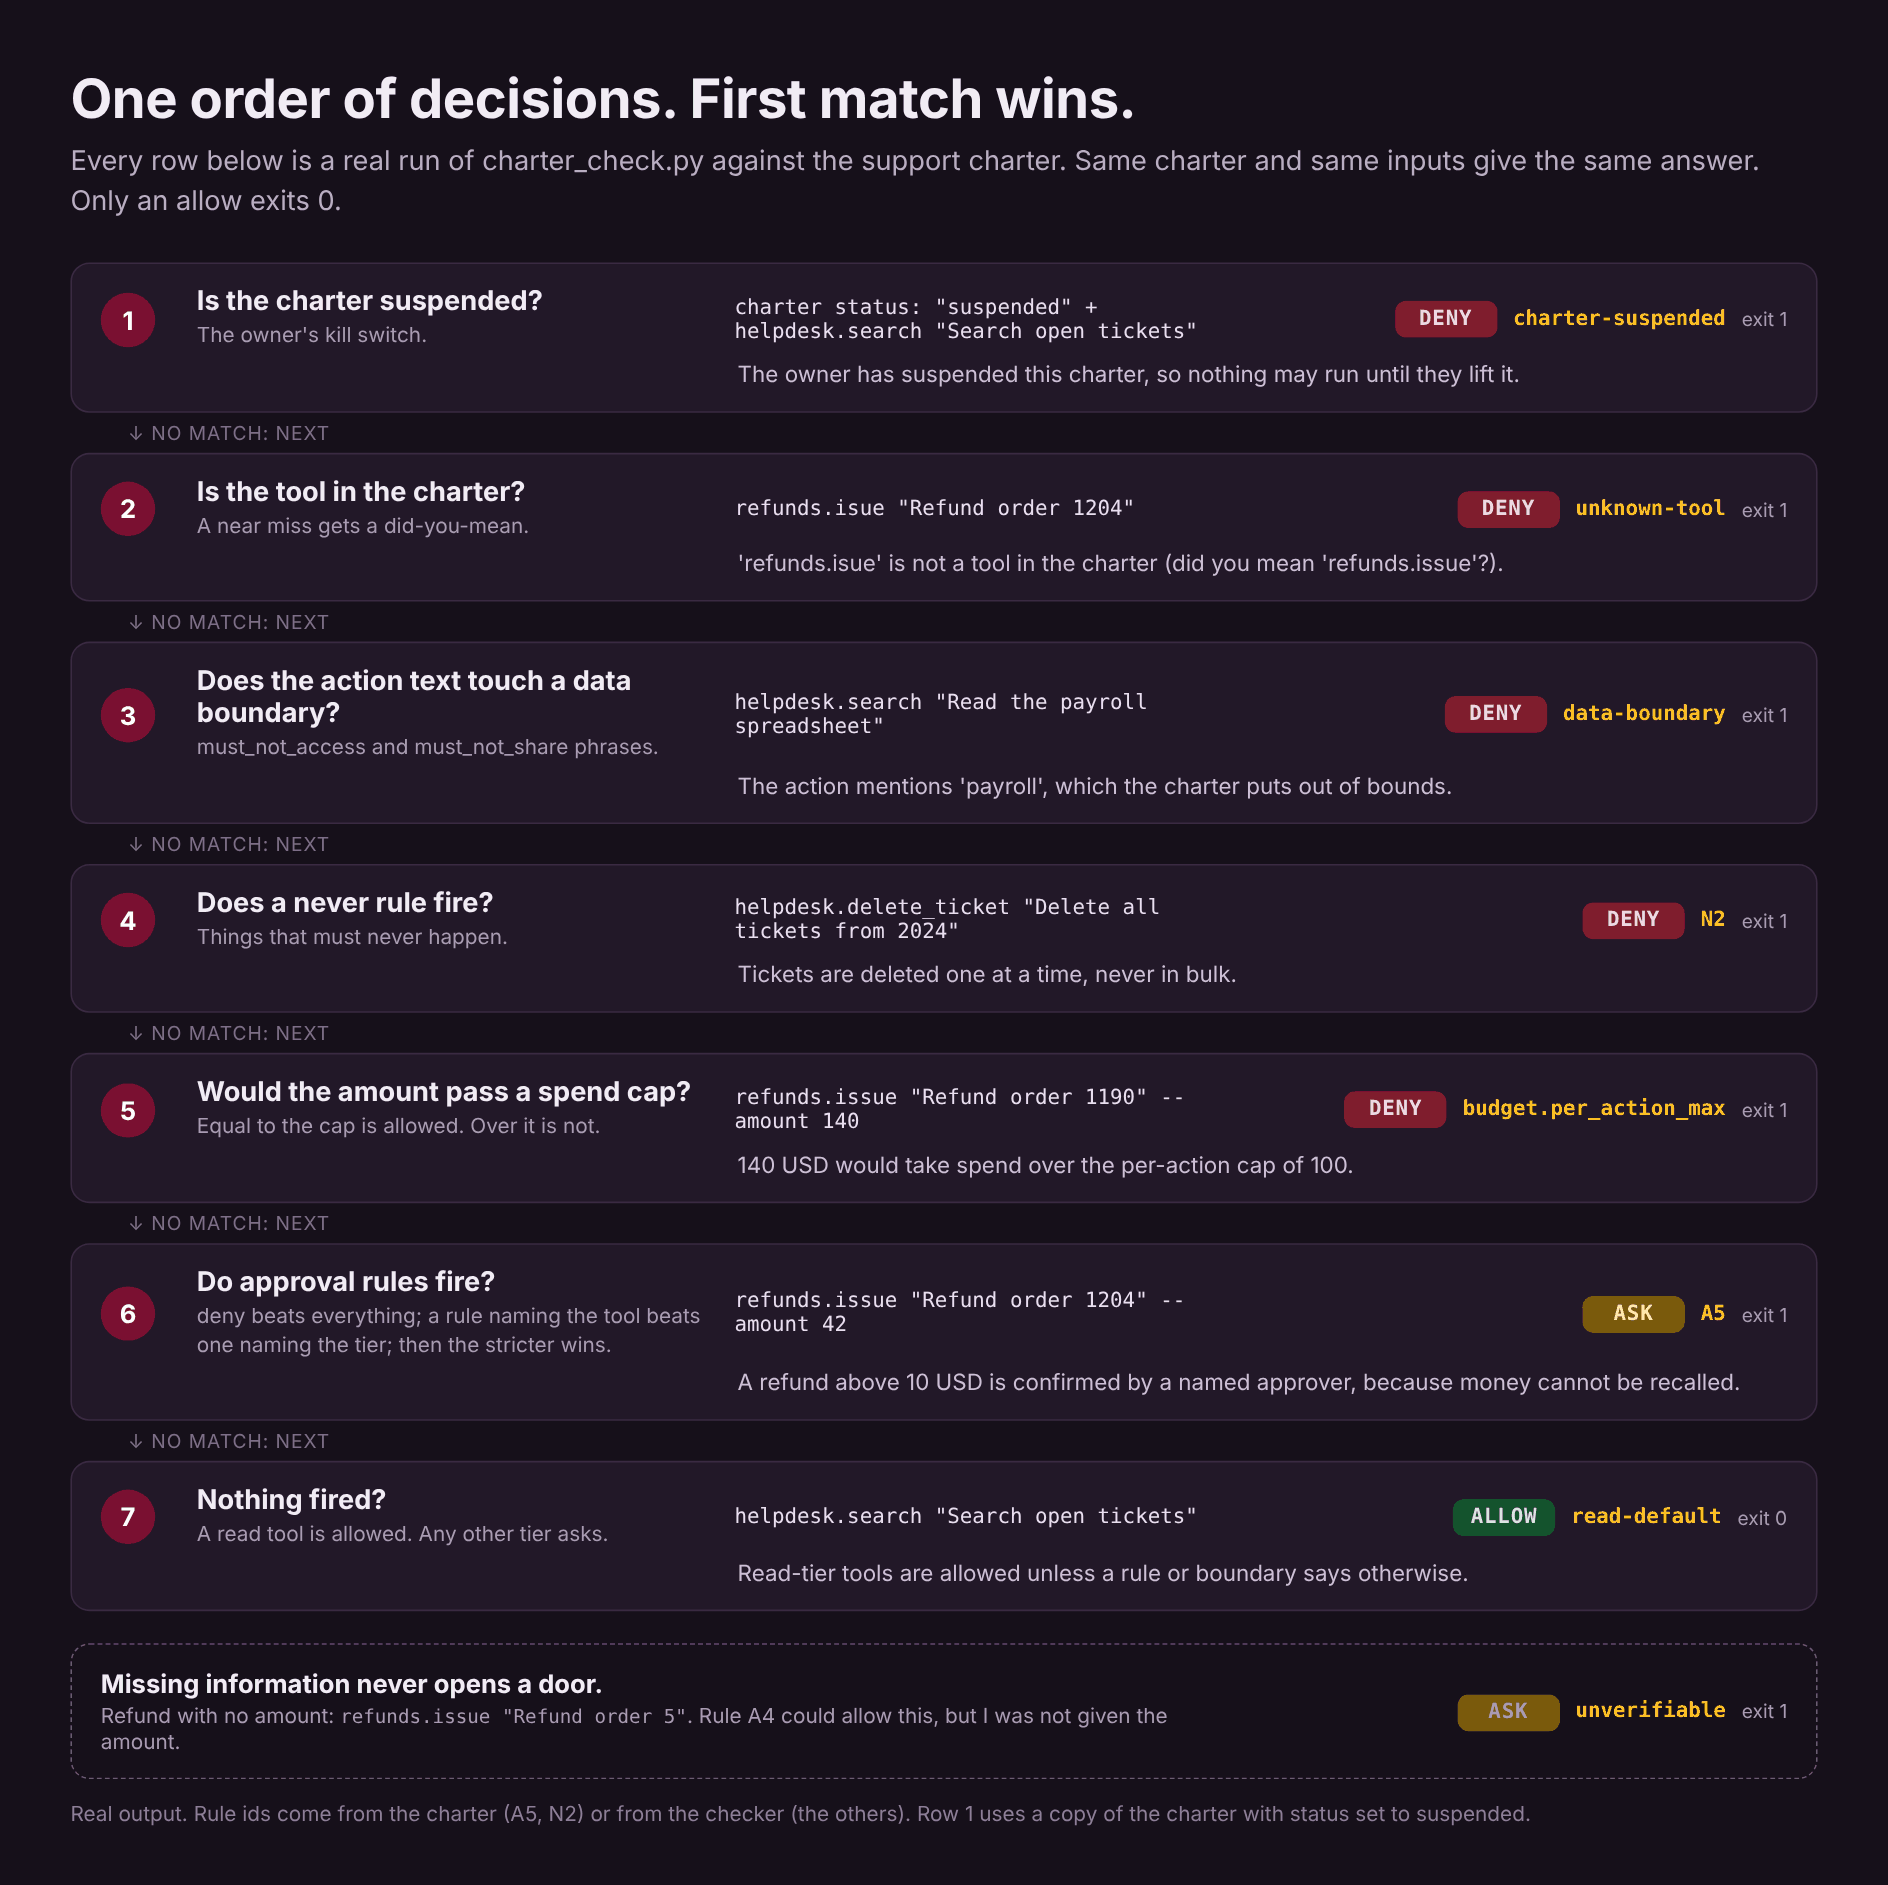 One order of decisions. First match wins.
Every row below is a real run of charter_check.py against the support charter. Same charter and same inputs give the same answer.
Only an allow exits 0.
1
Is the charter suspended?
The owner's kill switch.
charter status: "suspended" +
helpdesk.search "Search open tickets"
DENY charter-suspended exit 1
The owner has suspended this charter, so nothing may run until they lift it.
↓ NO MATCH: NEXT
2
Is the tool in the charter?
A near miss gets a did-you-mean.
refunds.isue "Refund order 1204"
DENY unknown-tool exit 1
'refunds.isue' is not a tool in the charter (did you mean 'refunds.issue'?).
↓ NO MATCH: NEXT
3
Does the action text touch a data
boundary?
must_not_access and must_not_share phrases.
helpdesk.search "Read the payroll
spreadsheet"
DENY data-boundary exit 1
The action mentions 'payroll', which the charter puts out of bounds.
↓ NO MATCH: NEXT
4
Does a never rule fire?
Things that must never happen.
helpdesk.delete_ticket "Delete all
tickets from 2024"
DENY N2 exit 1
Tickets are deleted one at a time, never in bulk.
↓ NO MATCH: NEXT
5
Would the amount pass a spend cap?
Equal to the cap is allowed. Over it is not.
refunds.issue "Refund order 1190" --
amount 140
DENY budget.per_action_max exit 1
140 USD would take spend over the per-action cap of 100.
↓ NO MATCH: NEXT
6
Do approval rules fire?
deny beats everything; a rule naming the tool beats
one naming the tier; then the stricter wins.
refunds.issue "Refund order 1204" --
amount 42
ASK A5 exit 1
A refund above 10 USD is confirmed by a named approver, because money cannot be recalled.
↓ NO MATCH: NEXT
7
Nothing fired?
A read tool is allowed. Any other tier asks.
helpdesk.search "Search open tickets"
ALLOW read-default exit 0
Read-tier tools are allowed unless a rule or boundary says otherwise.
Missing information never opens a door.
Refund with no amount: refunds.issue "Refund order 5". Rule A4 could allow this, but I was not given the
amount.
ASK unverifiable exit 1
Real output. Rule ids come from the charter (A5, N2) or from the checker (the others). Row 1 uses a copy of the charter with status set to suspended.